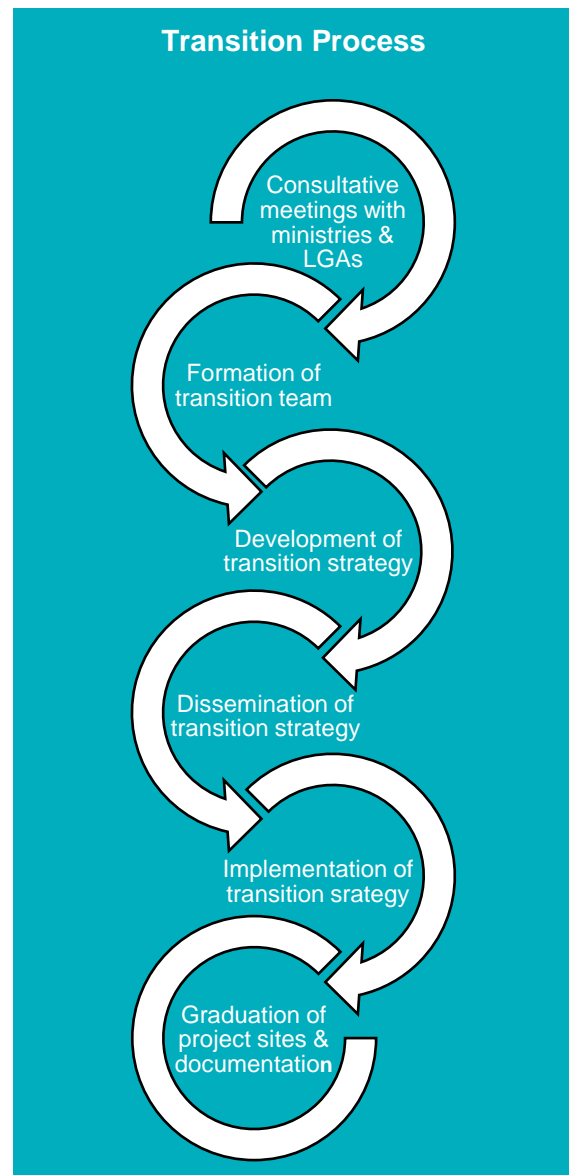 Transition Process
Consultative
meetings with
ministries &
LGAs
Formation of
transition team
Development of
transition strategy
Dissemination of
transition strategy
Implementation of
transition srategy
Graduation of
project sites &
documentation